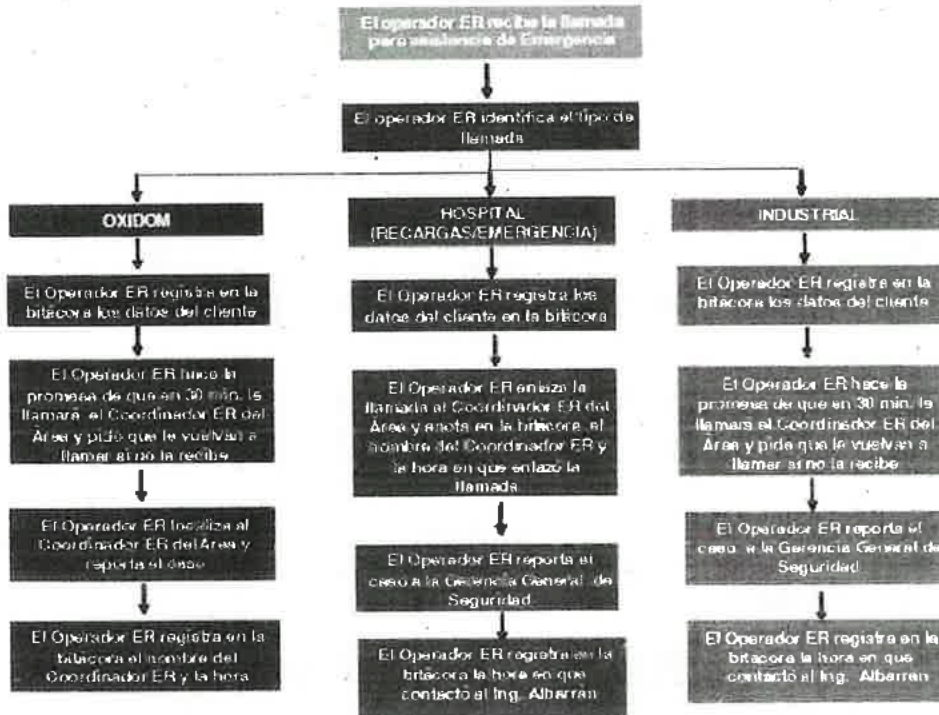 El operador ER recibe la llamada
para asistencia de Emergencia
El operador ER identifica el tipo de
llamada
OXIDOM
El Operador ER registra en la
bitácora los datos del cliente
El Operador ER hace la
promesa de que en 30 min. le
llamará el Coordinador ER del
Área y pide que le vuelvan a
llamar si no la recibe
El Operador ER localiza al
Coordinador ER del Area y
reporta el caso
El Operador ER registra en la
bitácora el nombre del
Coordinador ER y la hora
HOSPITAL
(RECARGAS/EMERGENCIA)
El Operador ER registra los
datos del cliente en la bitácora
El Operador ER enlaza la
llamada al Coordinador ER del
Área y anota en la bitácora, el
nombre del Coordinador ER y
la hora en que enlazó la
llamada
El Operador ER reporta el
caso a la Gerencia General de
Seguridad
El Operador ER registra en la
bitácora la hora en que
contactó al Ing. Albarran
INDUSTRIAL
El Operador ER registra en la
bitácora los datos del cliente
El Operador ER hace la
promesa de que en 30 min. le
llamará el Coordinador ER del
Área y pide que le vuelvan a
llamar si no la recibe
El Operador ER reporta el
caso a la Gerencia General de
Seguridad
El Operador ER registra en la
bitácora la hora en que
contactó al Ing. Albarran